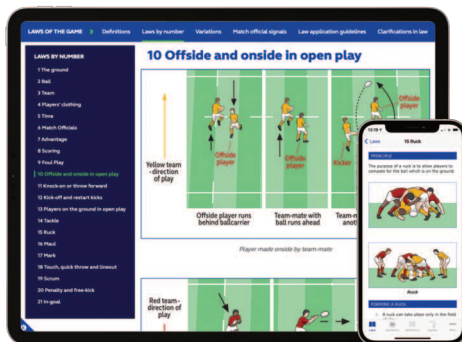 LAWS OF THE GAME
Definitions
Laws by number
Variations
Match official signals
Law application guidelines
Clarifications in law
LAWS BY NUMBER
1 The ground
2 Ball
3 Team
4 Players' clothing
5 Time
6 Match Officials
7 Advantage
8 Scoring
9 Foul Play
10 Offside and onside in open play
11 Knock-on or throw forward
12 Kick-off and restart kicks
13 Players on the ground in open play
14 Tackle
15 Ruck
16 Maul
17 Mark
18 Touch, quick throw and lineout
19 Scrum
20 Penalty and free-kick
21 In-goal
10 Offside and onside in open play
Yellow team
-direction
of play
Offside
player
Offside
player
Kicker
Offside
player
Offside player runs
behind ballcarrier
Team-mate with
ball runs ahead
Player made onside by team-mate
Red team-
direction of
play
Laws
15 Ruck
PRINCIPLE
The purpose of a ruck is to allow players to
compete for the ball which is on the ground.
Ruck
FORMING A RUCK
A ruck can take place only in the field